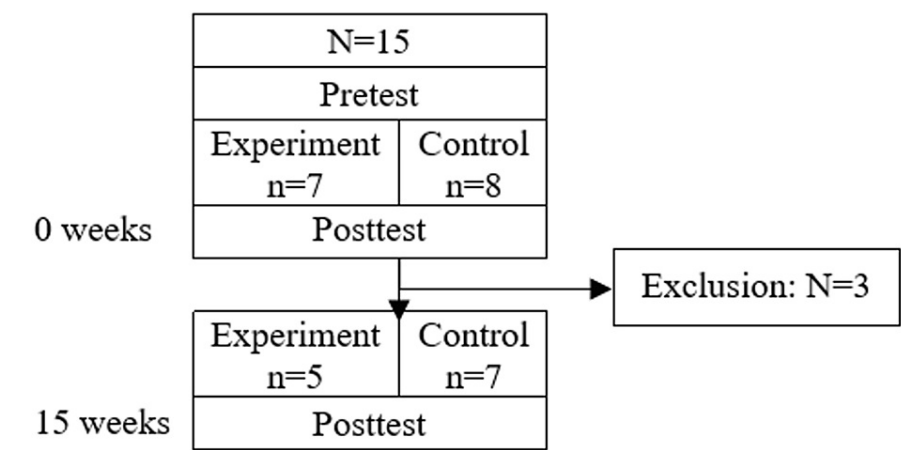 N=15
Pretest
Experiment
n=7
Control
n=8
0 weeks
Posttest
Exclusion: N=3
Experiment
n=5
Control
n=7
15 weeks
Posttest